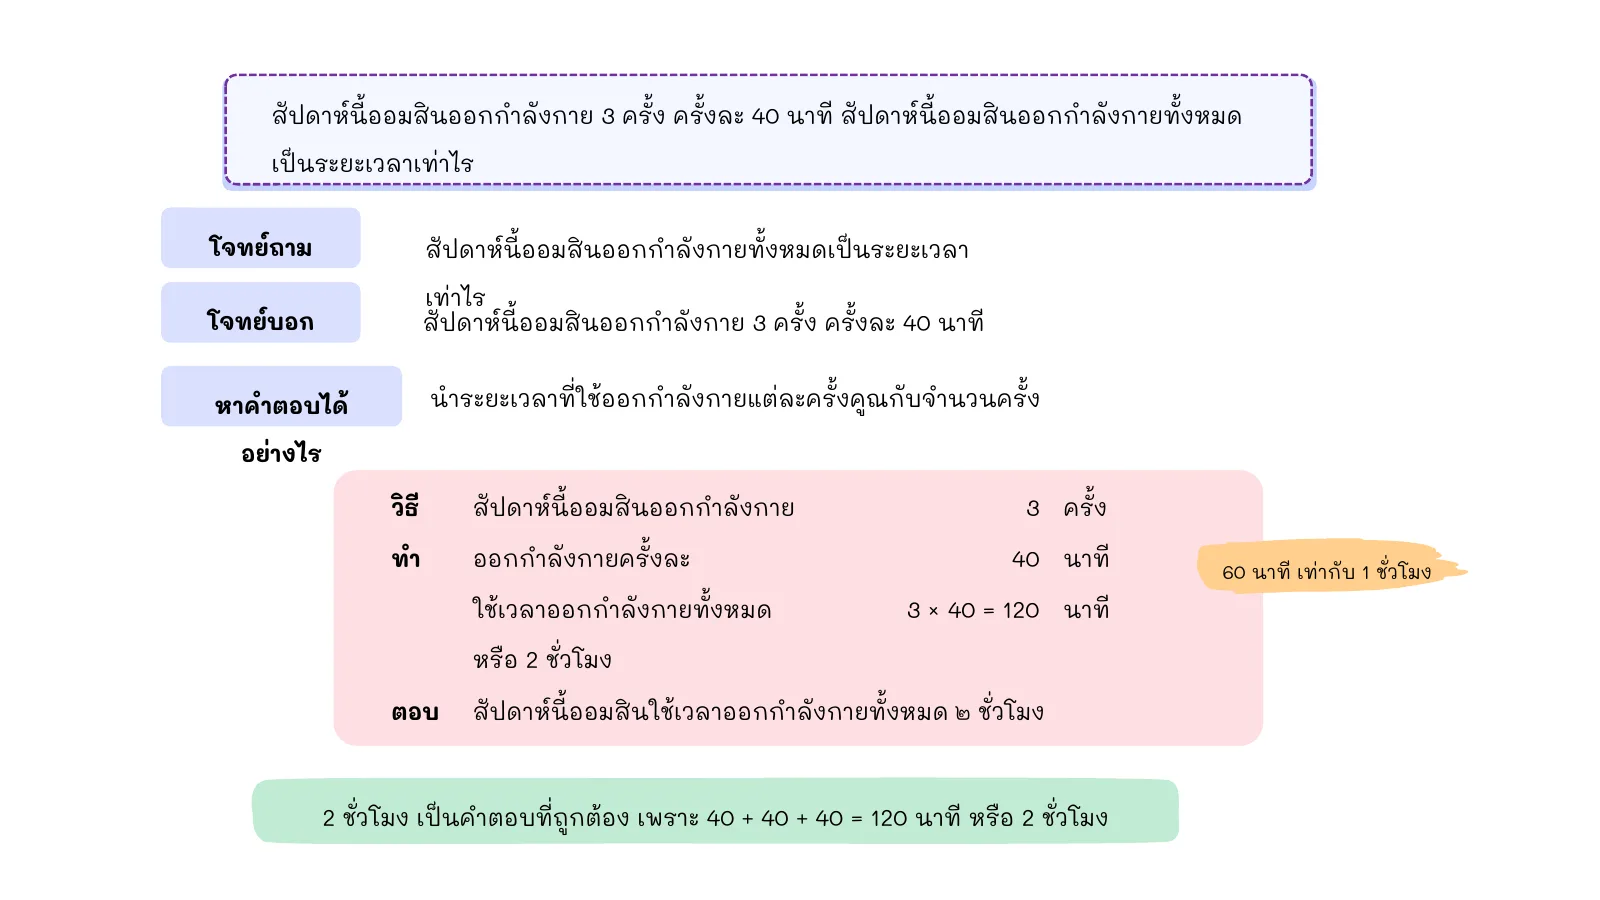 สัปดาห์นี้ออมสินออกกำลังกาย 3 ครั้ง ครั้งละ 40 นาที สัปดาห์นี้ออมสินออกกำลังกายทั้งหมด
เป็นระยะเวลาเท่าไร
โจทย์ถาม สัปดาห์นี้ออมสินออกกำลังกายทั้งหมดเป็นระยะเวลา
เท่าไร
โจทย์บอก สัปดาห์นี้ออมสินออกกำลังกาย 3 ครั้ง ครั้งละ 40 นาที
หาคำตอบได้ นำระยะเวลาที่ใช้ออกกำลังกายแต่ละครั้งคูณกับจำนวนครั้ง
อย่างไร
วิธี สัปดาห์นี้ออมสินออกกำลังกาย 3 ครั้ง
ทำ ออกกำลังกายครั้งละ 40 นาที
60 นาที เท่ากับ 1 ชั่วโมง
ใช้เวลาออกกำลังกายทั้งหมด 3 × 40 = 120 นาที
หรือ 2 ชั่วโมง
ตอบ สัปดาห์นี้ออมสินใช้เวลาออกกำลังกายทั้งหมด ๒ ชั่วโมง
2 ชั่วโมง เป็นคำตอบที่ถูกต้อง เพราะ 40 + 40 + 40 = 120 นาที หรือ 2 ชั่วโมง